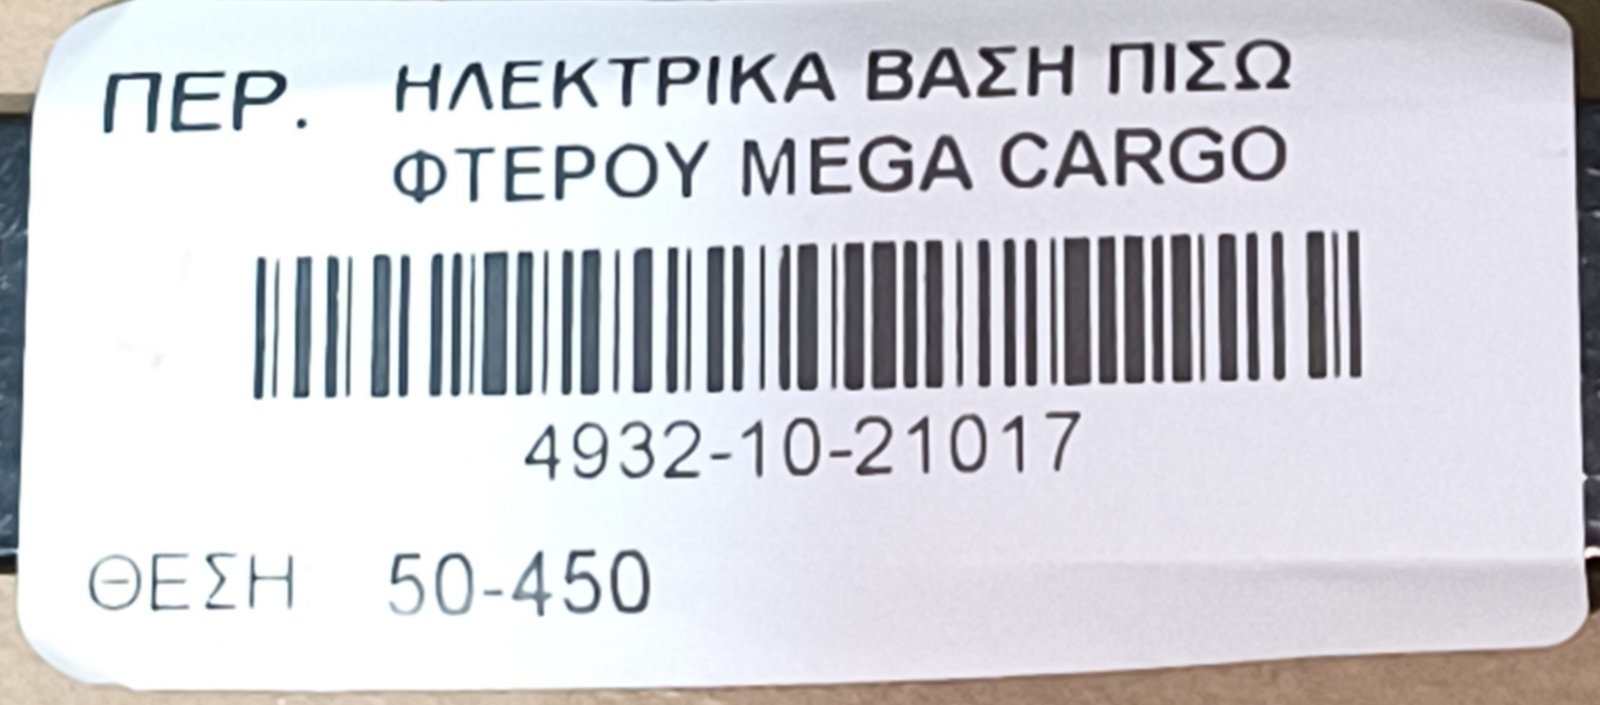 ΠΕΡ. ΗΛΕΚΤΡΙΚΑ ΒΑΣΗ ΠΙΣΩ
ΦΤΕΡΟΥ MEGA CARGO
4932-10-21017
ΘΕΣΗ 50-450